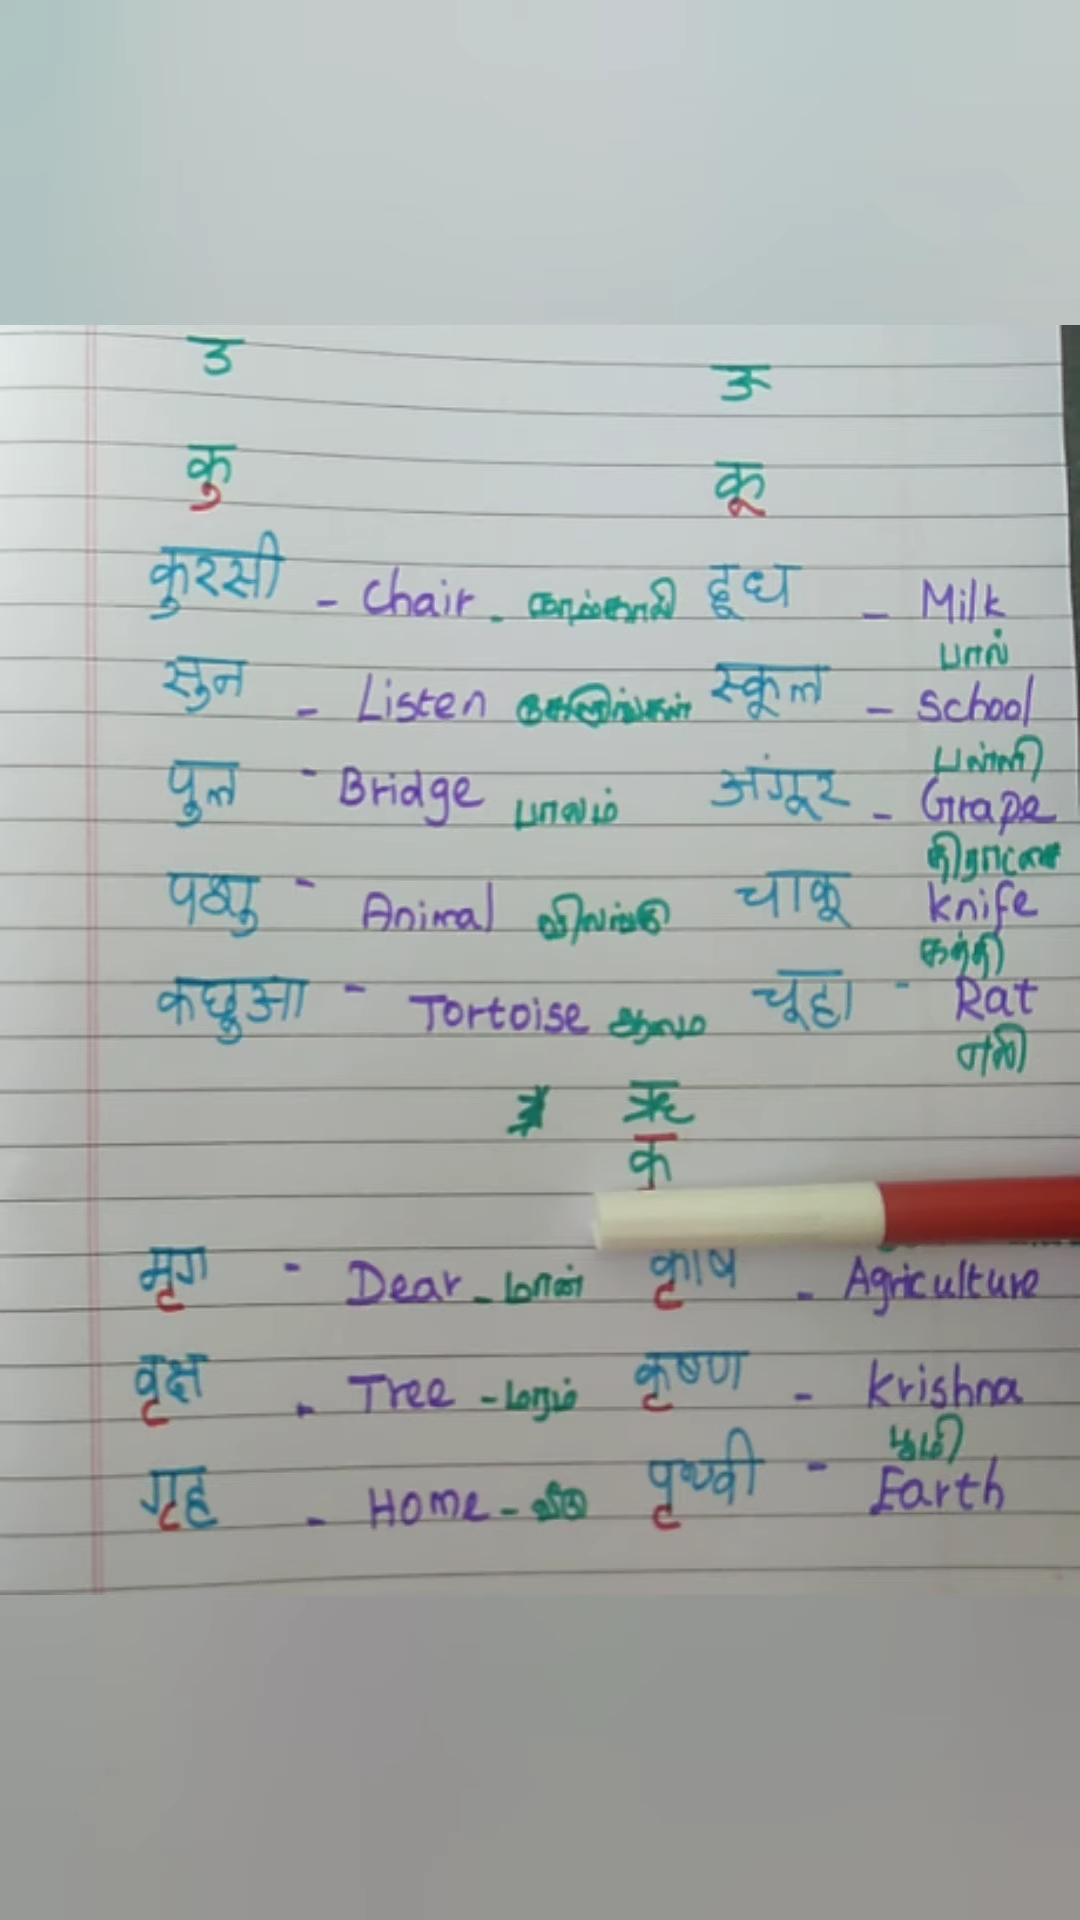 उ ऊ
कु कू
कुरसी - Chair - நாற்காலி दूध - Milk
பால்
सुन - Listen स्कूल - School
பள்ளி
पुल - Bridge பாலம் अंगूर - Grape
திராட்சை
पशु - Animal விலங்கு चाकू Knife
கத்தி
कछुआ - Tortoise ஆமை चूहा - Rat
எலி
ऋ
कृ
मृग - Dear - மான் - Agriculture
वृक्ष - Tree - மரம் कृष्ण - Krishna
பூமி
गृह - Home - வீடு पृथ्वी - Earth